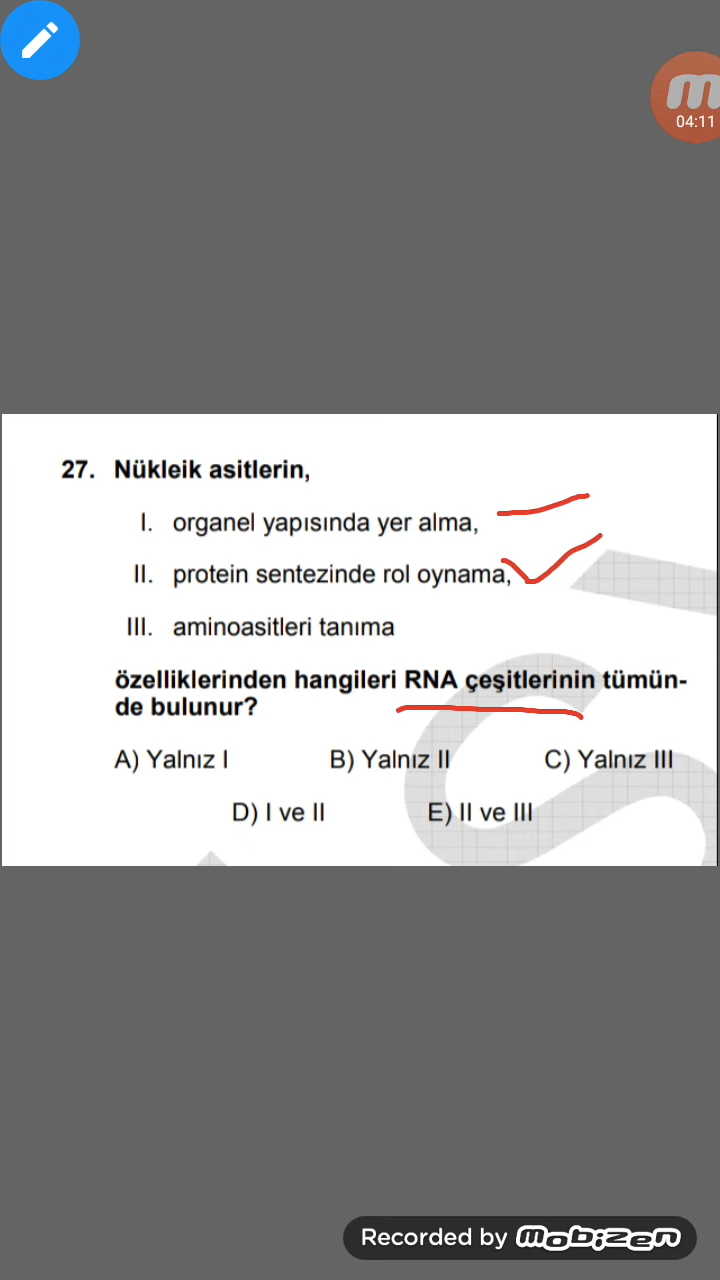 04:11
27. Nükleik asitlerin,
I. organel yapısında yer alma,
II. protein sentezinde rol oynama,
III. aminoasitleri tanıma
özelliklerinden hangileri RNA çeşitlerinin tümün-
de bulunur?
A) Yalnız I B) Yalnız II C) Yalnız III
D) I ve II E) II ve III
Recorded by mobizen